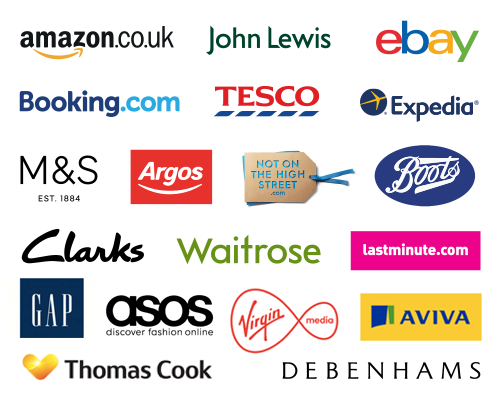 amazon.co.uk
John Lewis
ebay
Booking.com
TESCO
Expedia®
M&S
EST. 1884
Argos
NOT ON
THE HIGH
STREET
.com
Boots
Clarks
Waitrose
lastminute.com
GAP
asos
discover fashion online
Virgin
media
AVIVA
Thomas Cook
DEBENHAMS